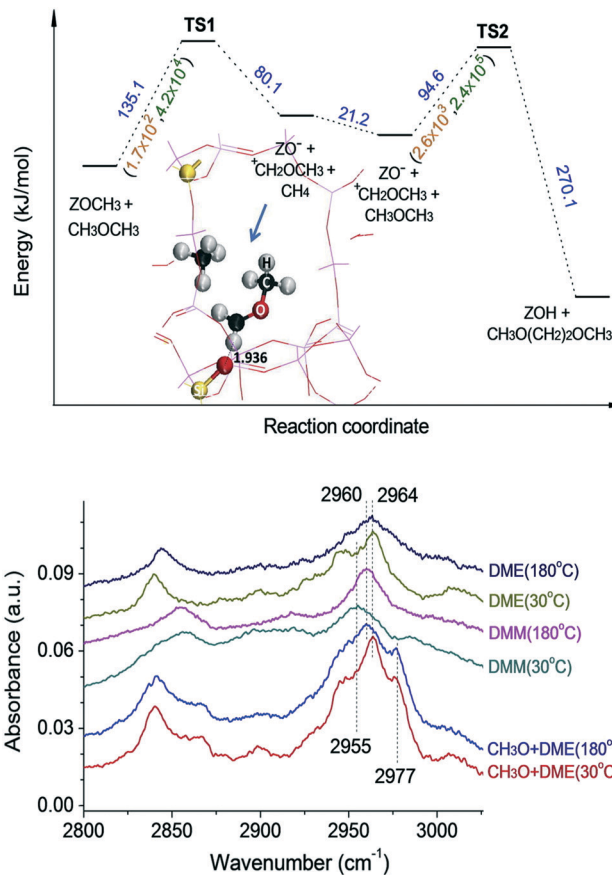 TS1
TS2
135.1
(1.7x10²,4.2x10⁴)
80.1
21.2
94.6
(2.6x10³,2.4x10⁵)
270.1
Energy (kJ/mol)
ZOCH3 +
CH3OCH3
ZO⁻ +
⁺CH2OCH3 +
CH4
ZO⁻ +
⁺CH2OCH3 +
CH3OCH3
ZOH +
CH3O(CH2)2OCH3
H
C
O
1.936
Si
Reaction coordinate
2960
2964
DME(180°C)
DME(30°C)
DMM(180°C)
DMM(30°C)
CH3O+DME(180°
CH3O+DME(30°C
2955
2977
Absorbance (a.u.)
0.09
0.06
0.03
0.00
2800
2850
2900
2950
3000
Wavenumber (cm⁻¹)